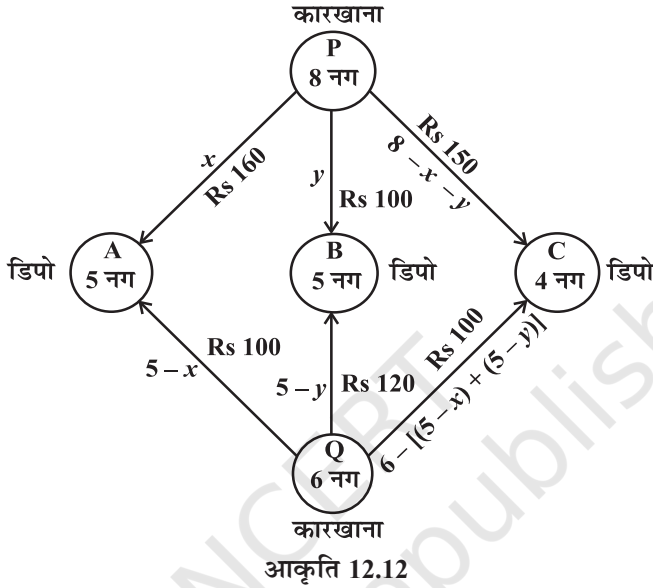 कारखाना
P
8 नग
x
Rs 160
y
Rs 100
Rs 150
8 – x – y
डिपो
A
5 नग
B
5 नग
डिपो
C
4 नग
डिपो
5 – x
Rs 100
5 – y
Rs 120
Rs 100
6 – [(5 – x) + (5 – y)]
Q
6 नग
कारखाना
आकृति 12.12